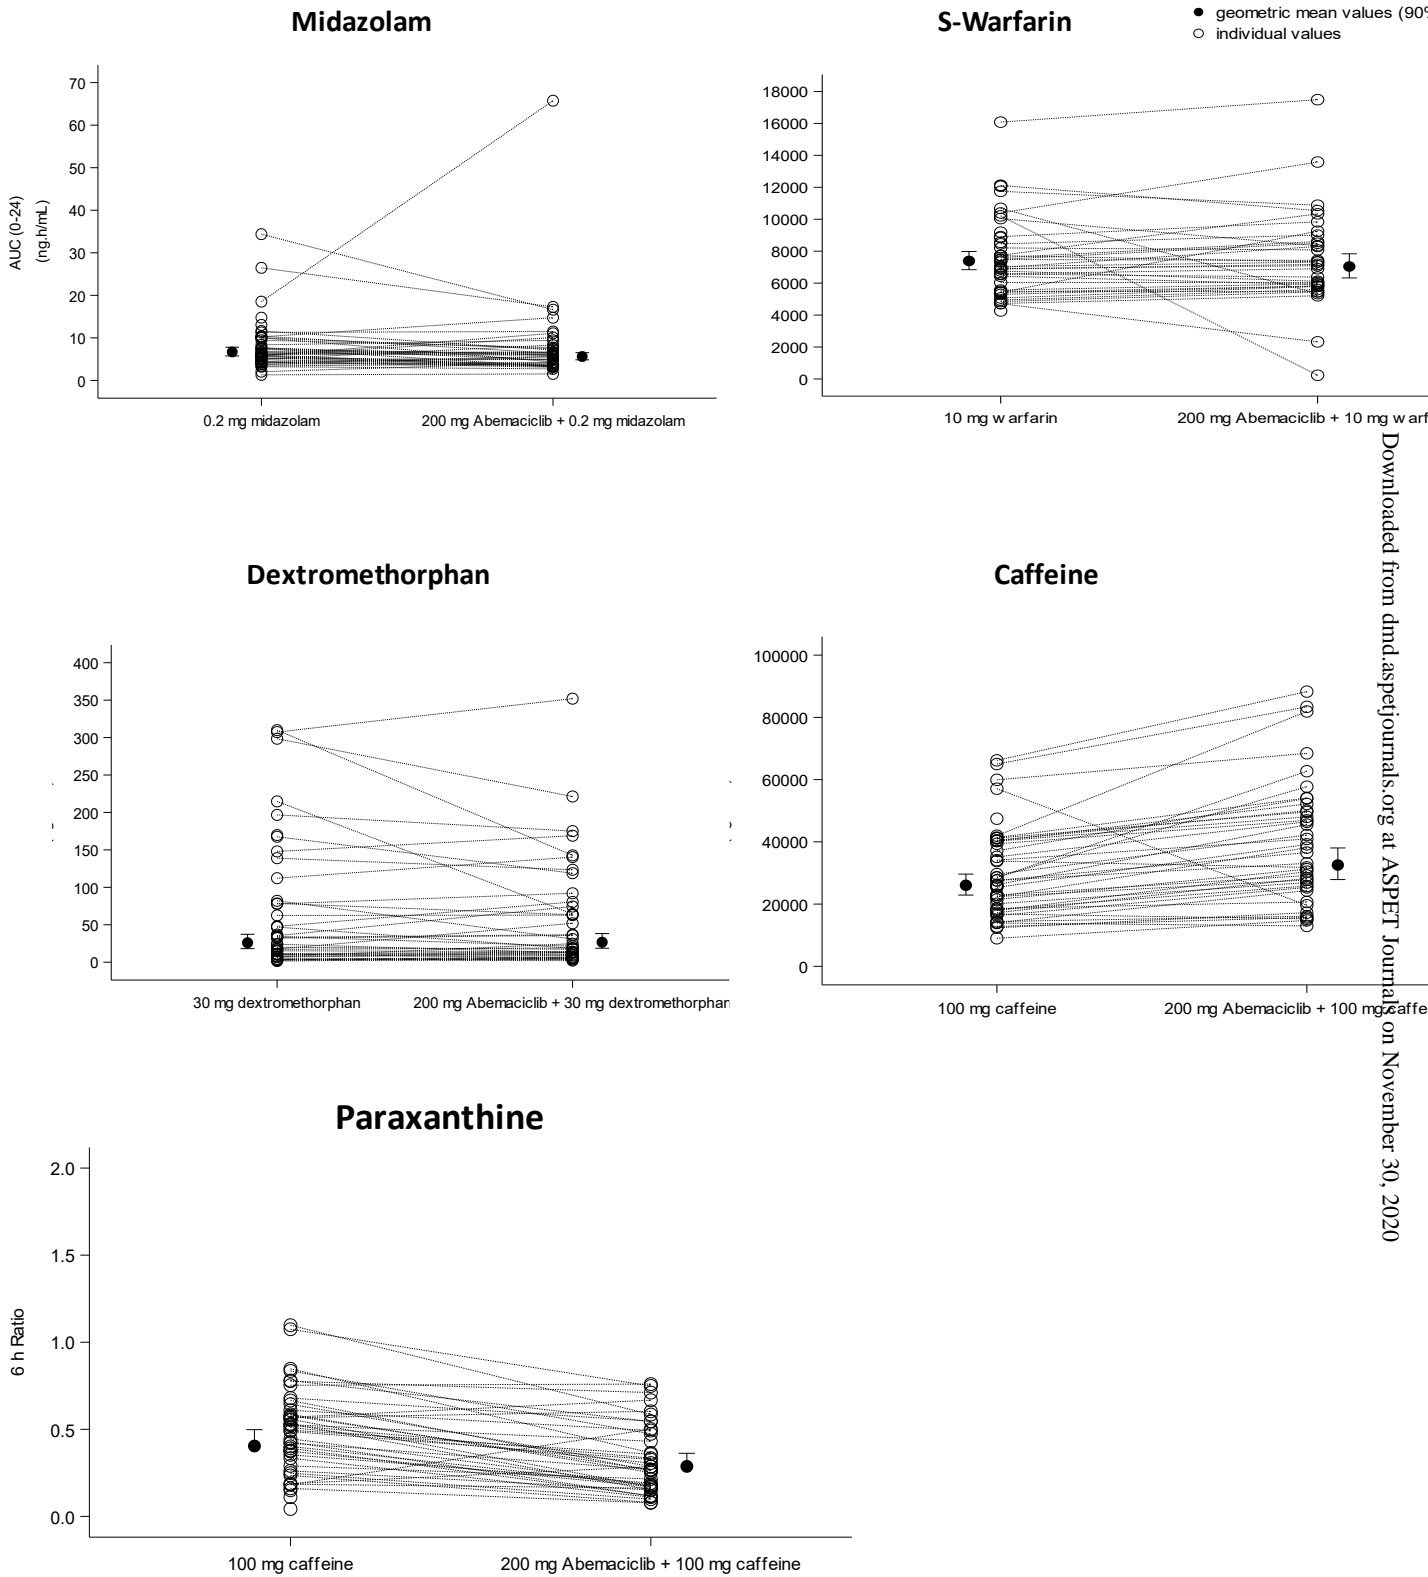 Midazolam
S-Warfarin
geometric mean values (90%
individual values
AUC (0-24)
(ng.h/mL)
70
60
50
40
30
20
10
0
0.2 mg midazolam
200 mg Abemaciclib + 0.2 mg midazolam
18000
16000
14000
12000
10000
8000
6000
4000
2000
0
10 mg warfarin
200 mg Abemaciclib + 10 mg warf
Dextromethorphan
Caffeine
400
350
300
250
200
150
100
50
0
30 mg dextromethorphan
200 mg Abemaciclib + 30 mg dextromethorphan
100000
80000
60000
40000
20000
0
100 mg caffeine
200 mg Abemaciclib + 100 mg caffe
Paraxanthine
6 h Ratio
2.0
1.5
1.0
0.5
0.0
100 mg caffeine
200 mg Abemaciclib + 100 mg caffeine
Downloaded from dmd.aspetjournals.org at ASPET Journals on November 30, 2020